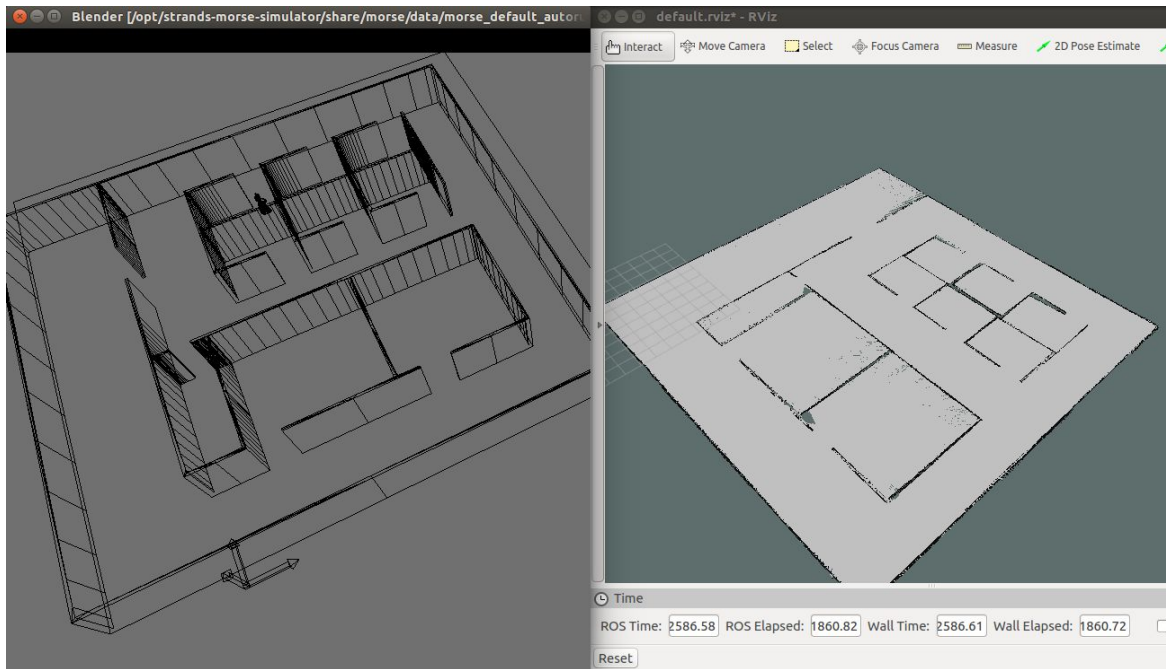 Blender [/opt/strands-morse-simulator/share/morse/data/morse_default_autoru
default.rviz* - RViz
Interact Move Camera Select Focus Camera Measure 2D Pose Estimate
Time
ROS Time: 2586.58 ROS Elapsed: 1860.82 Wall Time: 2586.61 Wall Elapsed: 1860.72
Reset